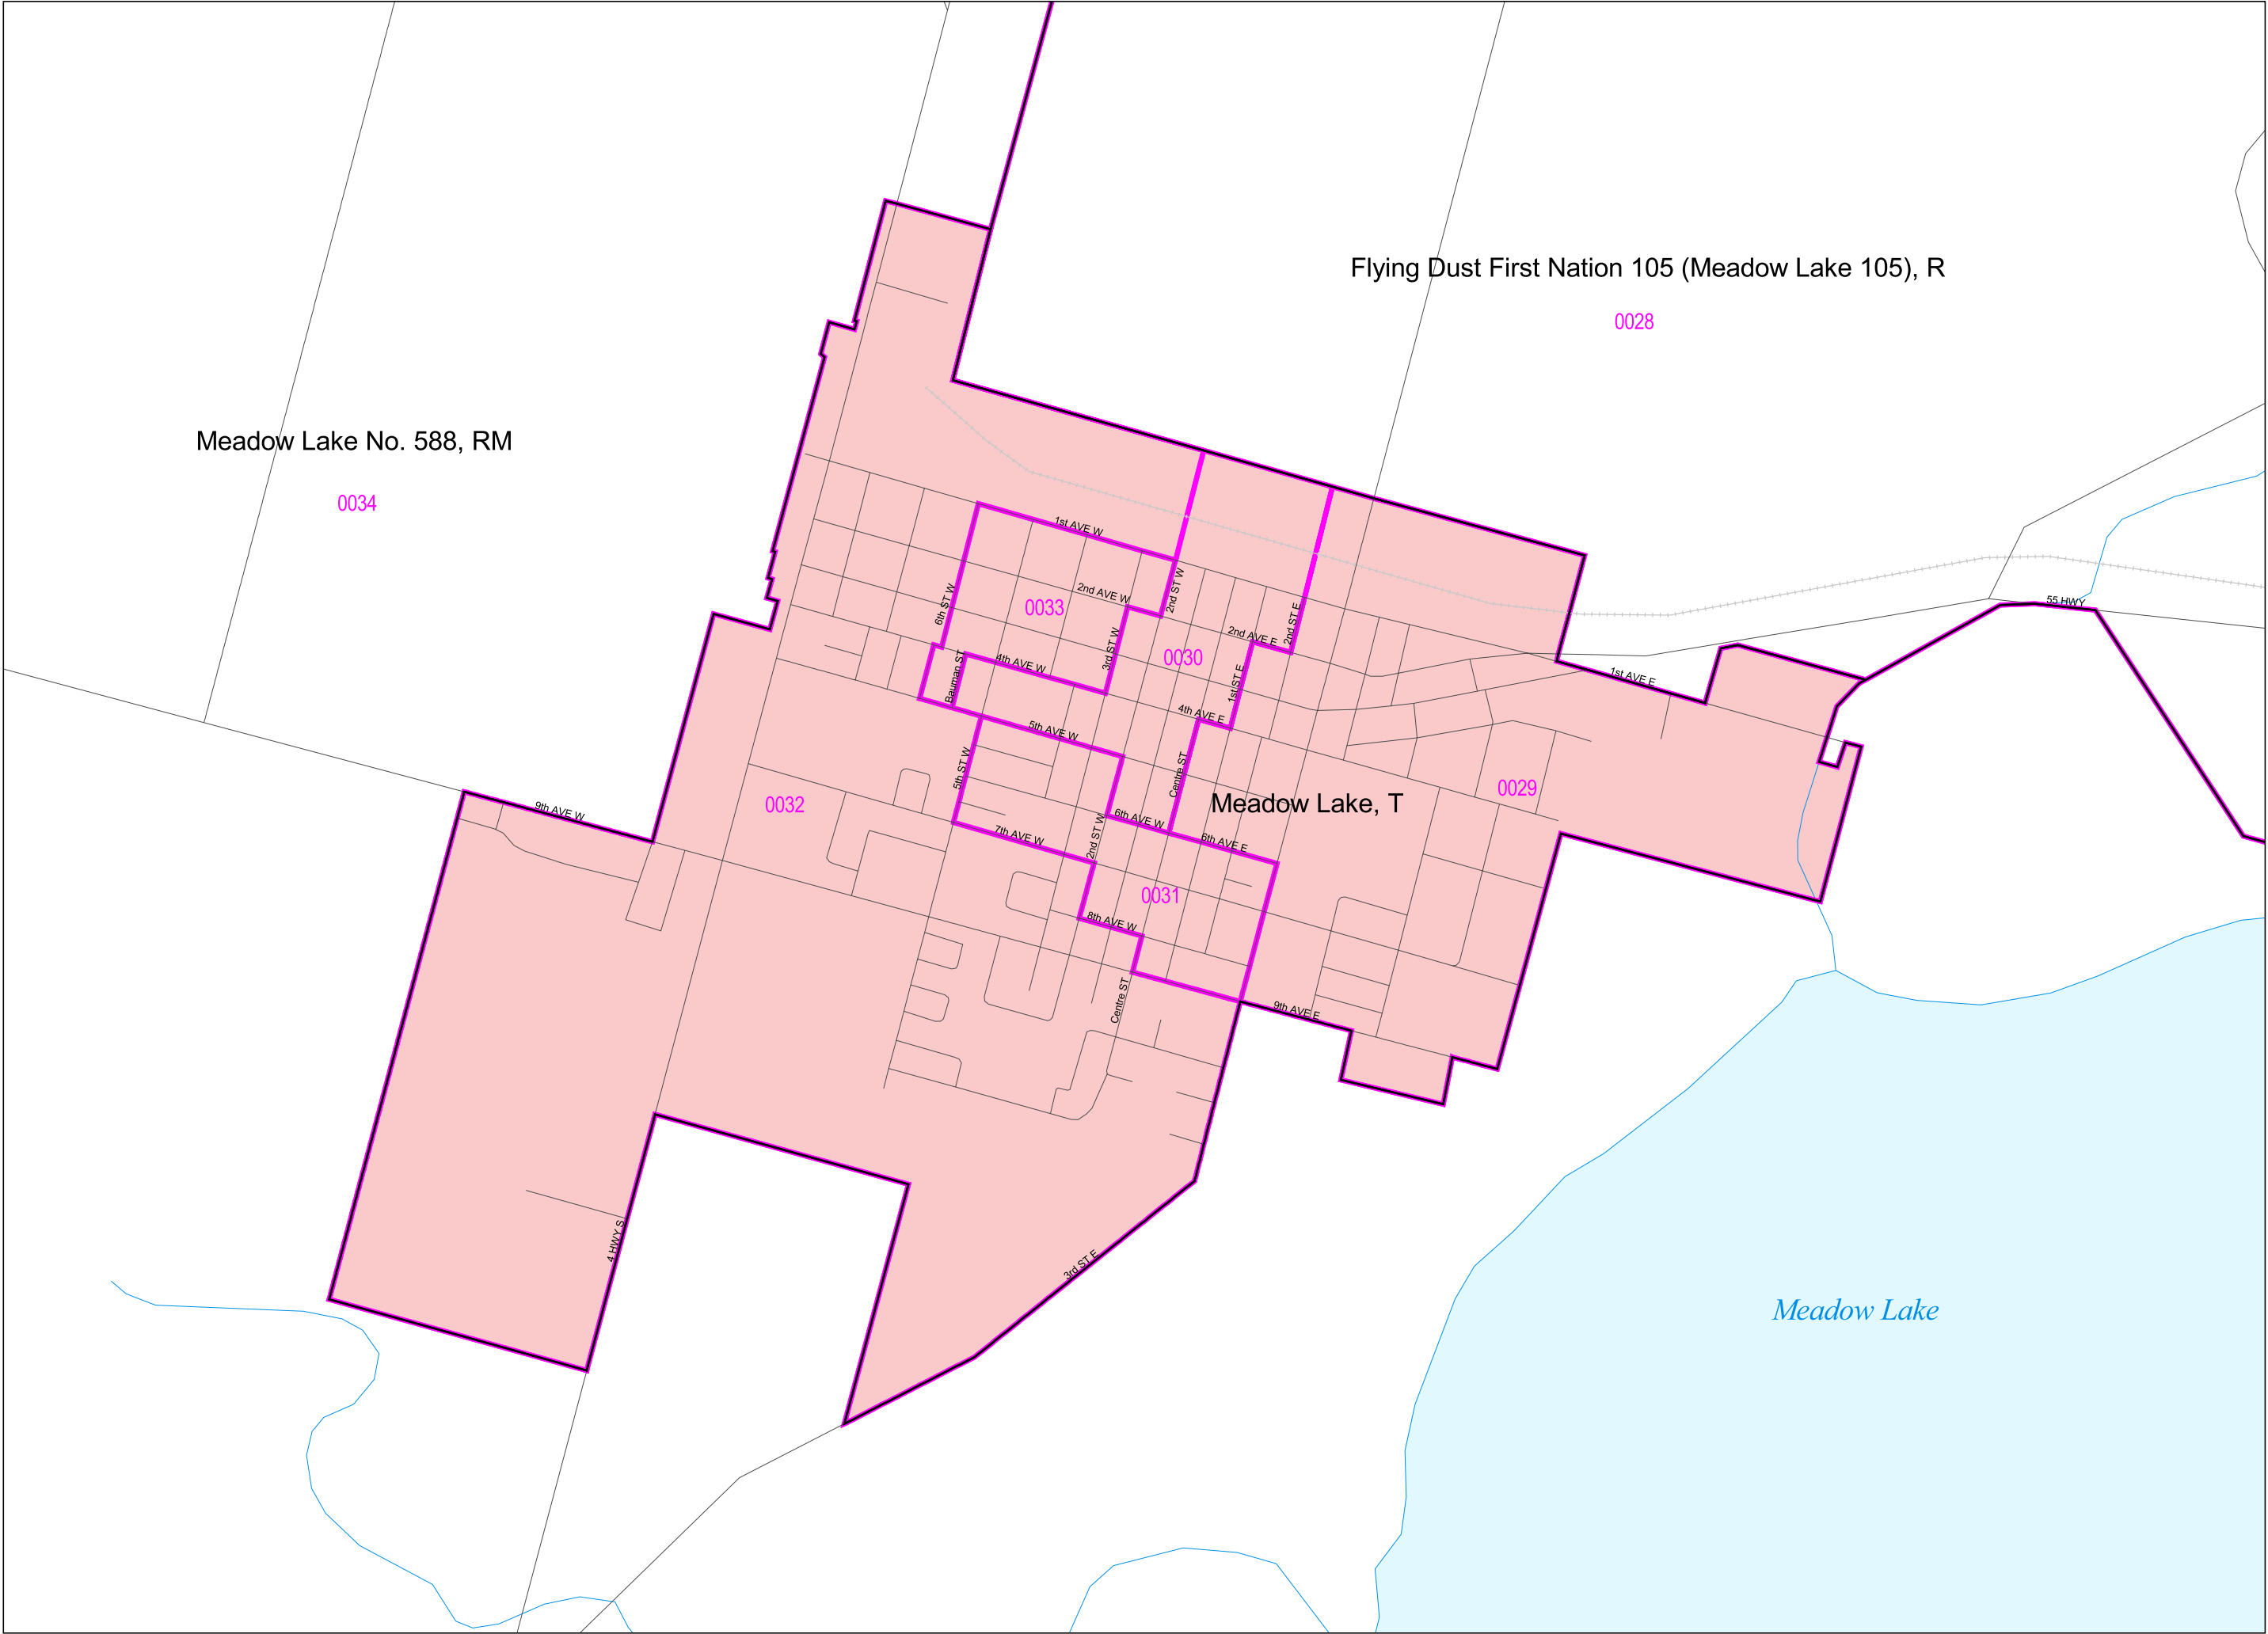 Flying Dust First Nation 105 (Meadow Lake 105), R
0028
Meadow Lake No. 588, RM
0034
1st AVE W
2nd AVE W
2nd ST W
6th ST W
0033
55 HWY
2nd ST E
2nd AVE E
3rd ST W
0030
4th AVE W
Bauman ST
1st ST E
1st AVE E
4th AVE E
5th AVE W
5th ST W
Centre ST
0029
0032
Meadow Lake, T
9th AVE W
6th AVE W
7th AVE W
2nd ST W
6th AVE E
0031
8th AVE W
Centre ST
9th AVE E
4 HWY S
3rd ST E
Meadow Lake